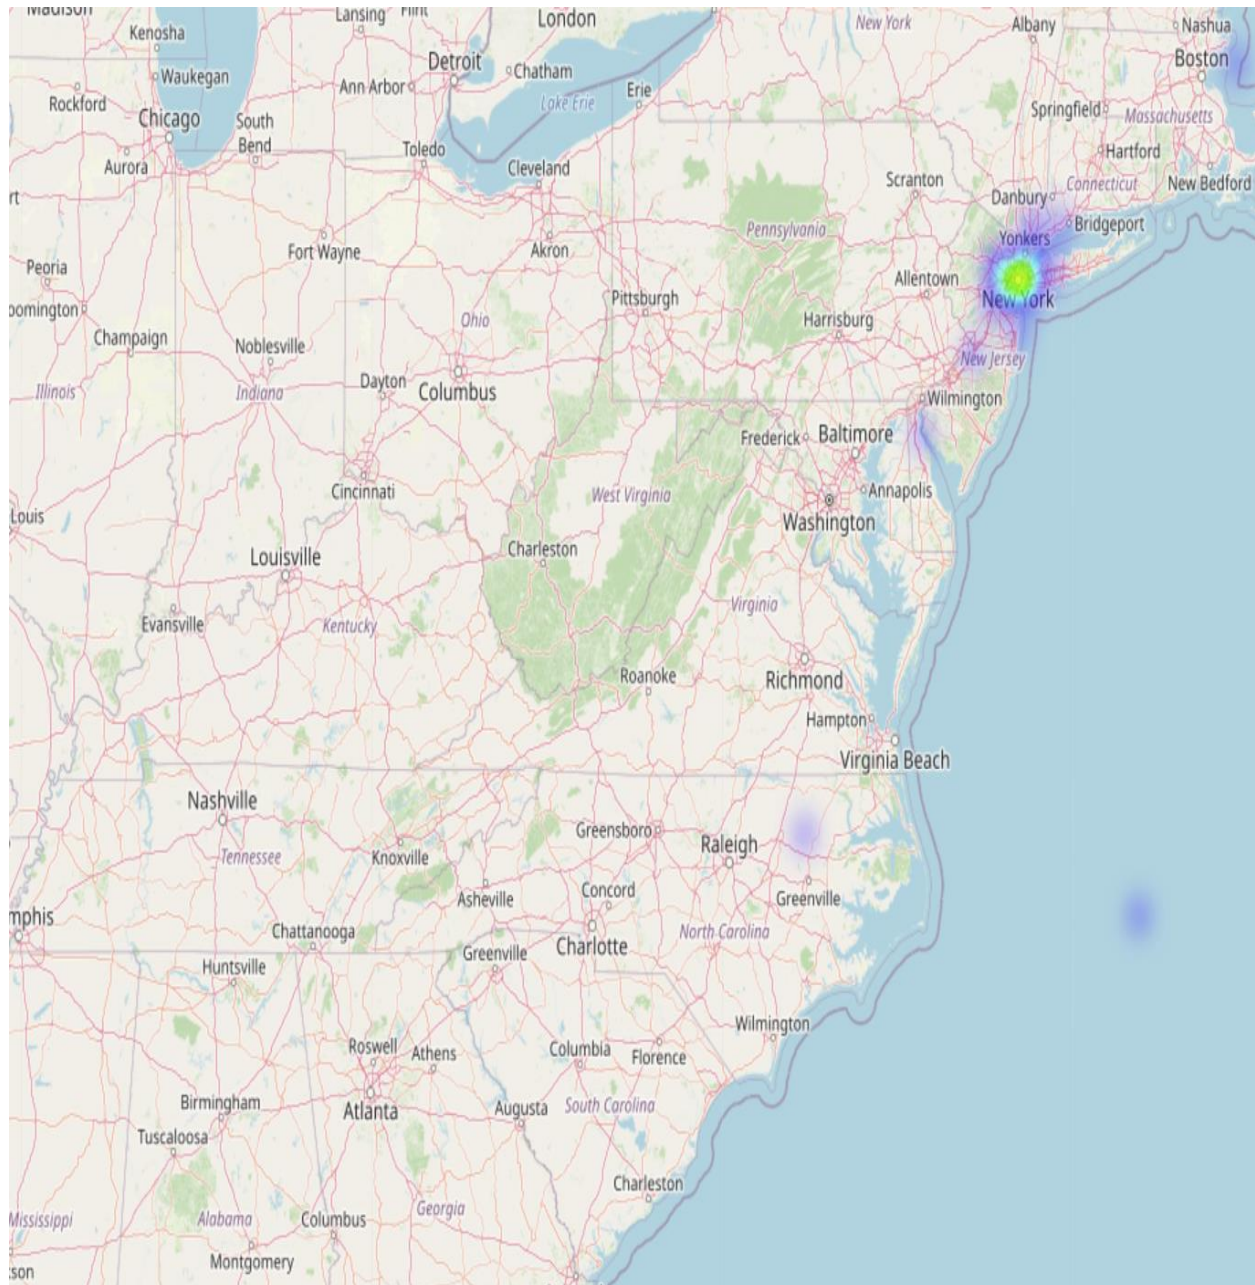 Madison
Lansing
Flint
London
New York
Albany
Nashua
Kenosha
Boston
Detroit
Waukegan
Chatham
Ann Arbor
Erie
Rockford
Lake Erie
Springfield
Massachusetts
Chicago
South
Bend
Toledo
Hartford
Aurora
Cleveland
Scranton
Connecticut
New Bedford
rt
Danbury
Bridgeport
Pennsylvania
Yonkers
Fort Wayne
Akron
Peoria
Allentown
New York
Pittsburgh
oomington
Harrisburg
Ohio
Champaign
Noblesville
New Jersey
Dayton
Illinois
Indiana
Columbus
Wilmington
Frederick
Baltimore
Cincinnati
West Virginia
Annapolis
Louis
Washington
Charleston
Louisville
Virginia
Evansville
Kentucky
Roanoke
Richmond
Hampton
Virginia Beach
Nashville
Greensboro
Raleigh
Tennessee
Knoxville
Concord
Asheville
Greenville
mphis
Chattanooga
North Carolina
Charlotte
Greenville
Huntsville
Wilmington
Roswell
Athens
Columbia
Florence
Birmingham
Atlanta
Augusta
South Carolina
Tuscaloosa
Charleston
Georgia
Mississippi
Alabama
Columbus
Montgomery
son